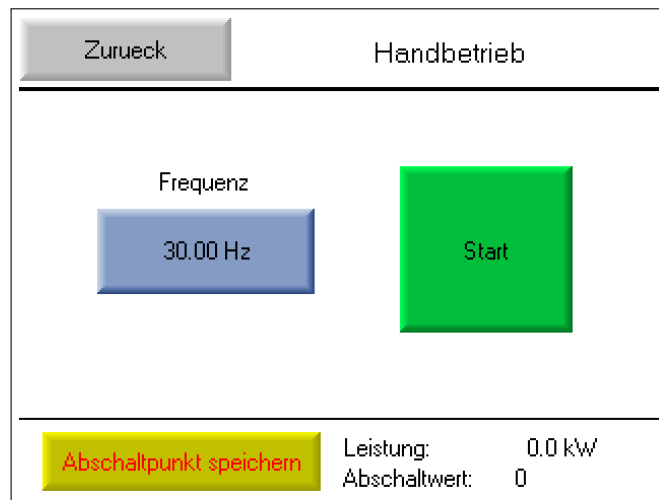 Zurueck
Handbetrieb
Frequenz
30.00 Hz
Start
Abschaltpunkt speichern
Leistung: 0.0 kW
Abschaltwert: 0